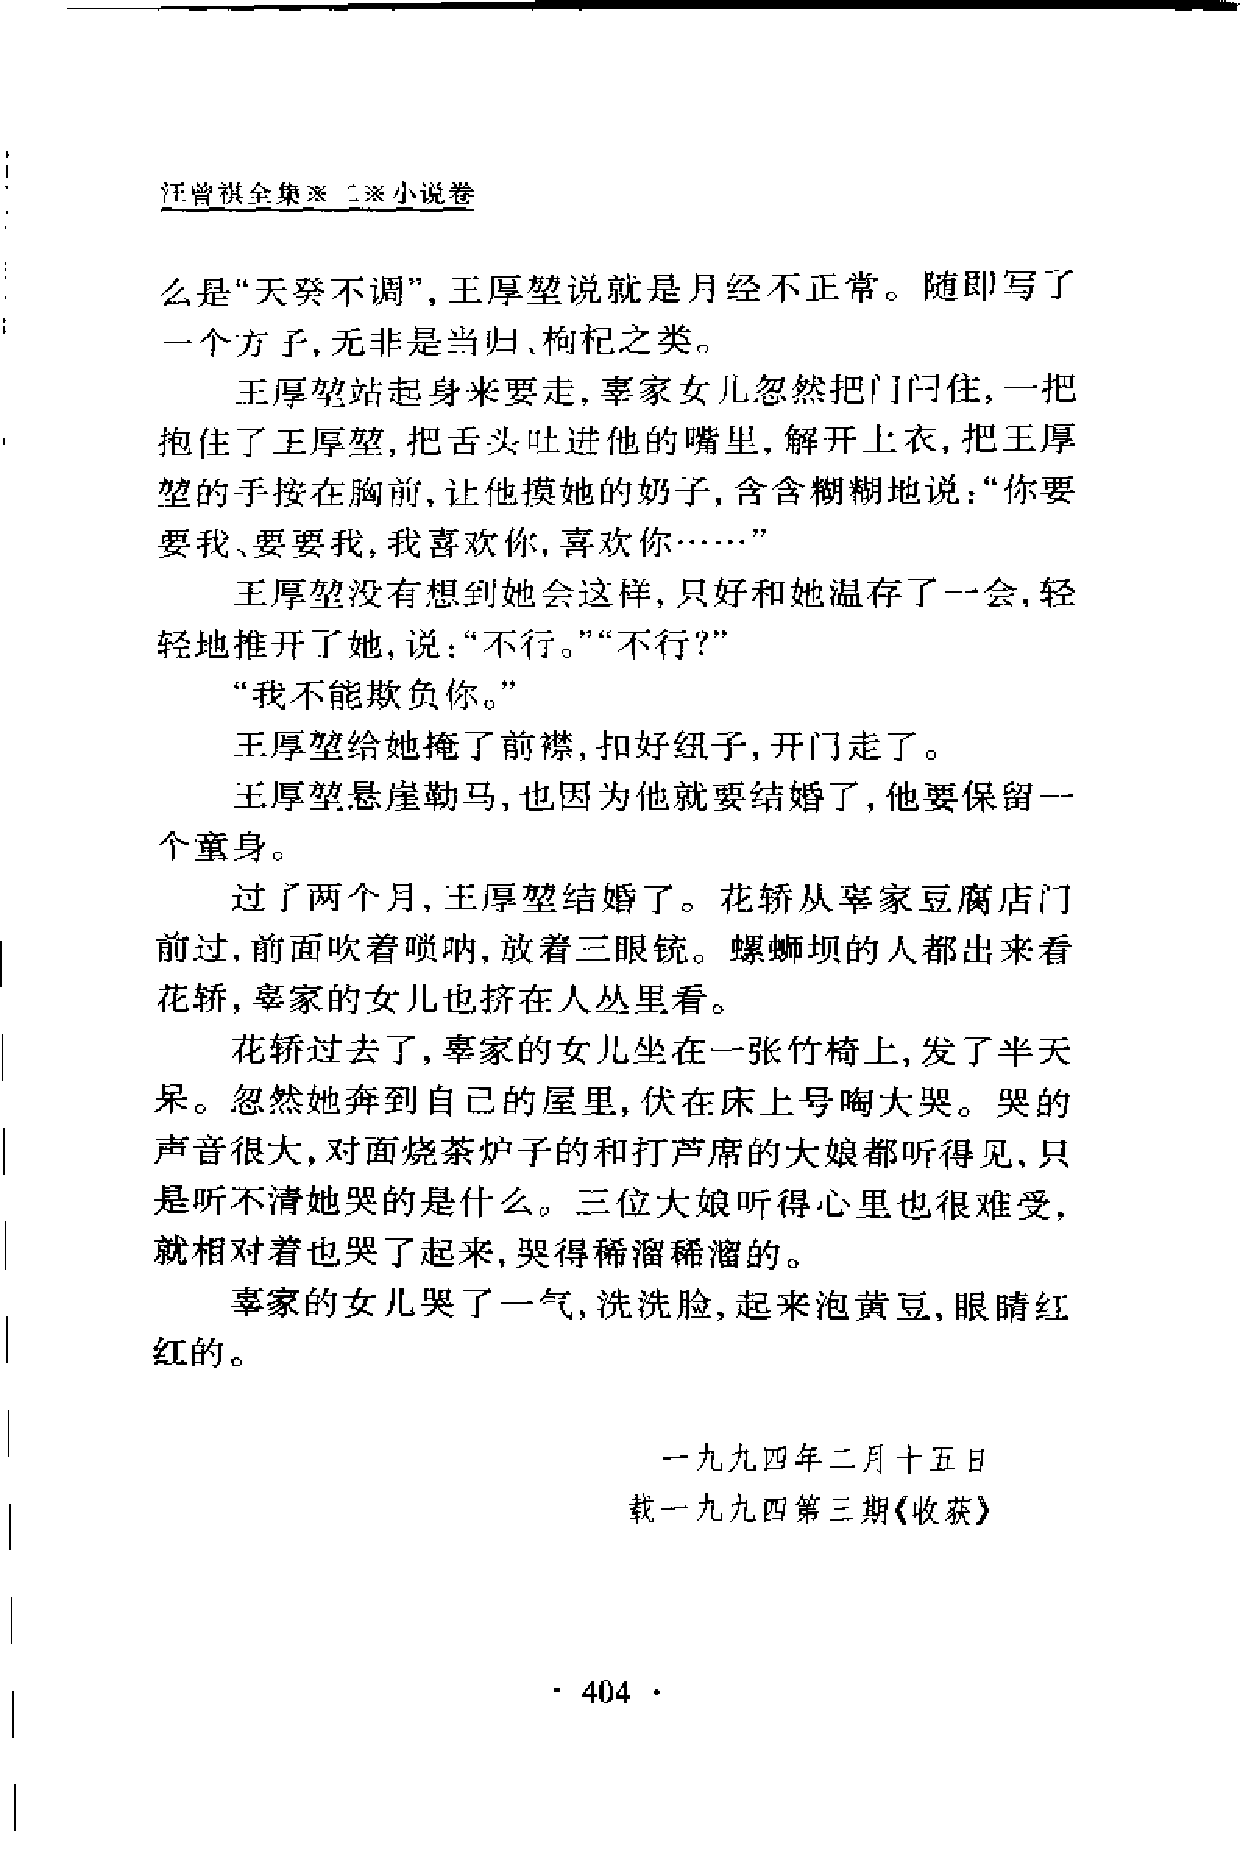 汪曾祺全集※二※小说卷
么是“天癸不调”,王厚堃说就是月经不正常。随即写了
一个方子,无非是当归、枸杞之类。
王厚堃站起身来要走,辜家女儿忽然把门闩住,一把
抱住了王厚堃,把舌头吐进他的嘴里,解开上衣,把王厚
堃的手按在胸前,让他摸她的奶子,含含糊糊地说:“你要
要我、要要我,我喜欢你,喜欢你……”
王厚堃没有想到她会这样,只好和她温存了一会,轻
轻地推开了她,说:“不行。”“不行?”
“我不能欺负你。”
王厚堃给她掩了前襟,扣好纽子,开门走了。
王厚堃悬崖勒马,也因为他就要结婚了,他要保留一
个童身。
过了两个月,王厚堃结婚了。花轿从辜家豆腐店门
前过,前面吹着唢呐,放着三眼铳。螺蛳坝的人都出来看
花轿,辜家的女儿也挤在人丛里看。
花轿过去了,辜家的女儿坐在一张竹椅上,发了半天
呆。忽然她奔到自己的屋里,伏在床上号啕大哭。哭的
声音很大,对面烧茶炉子的和打芦席的大娘都听得见,只
是听不清她哭的是什么。三位大娘听得心里也很难受,
就相对着也哭了起来,哭得稀溜稀溜的。
辜家的女儿哭了一气,洗洗脸,起来泡黄豆,眼睛红
红的。
一九九四年二月十五日
载一九九四第三期《收获》
· 404 ·